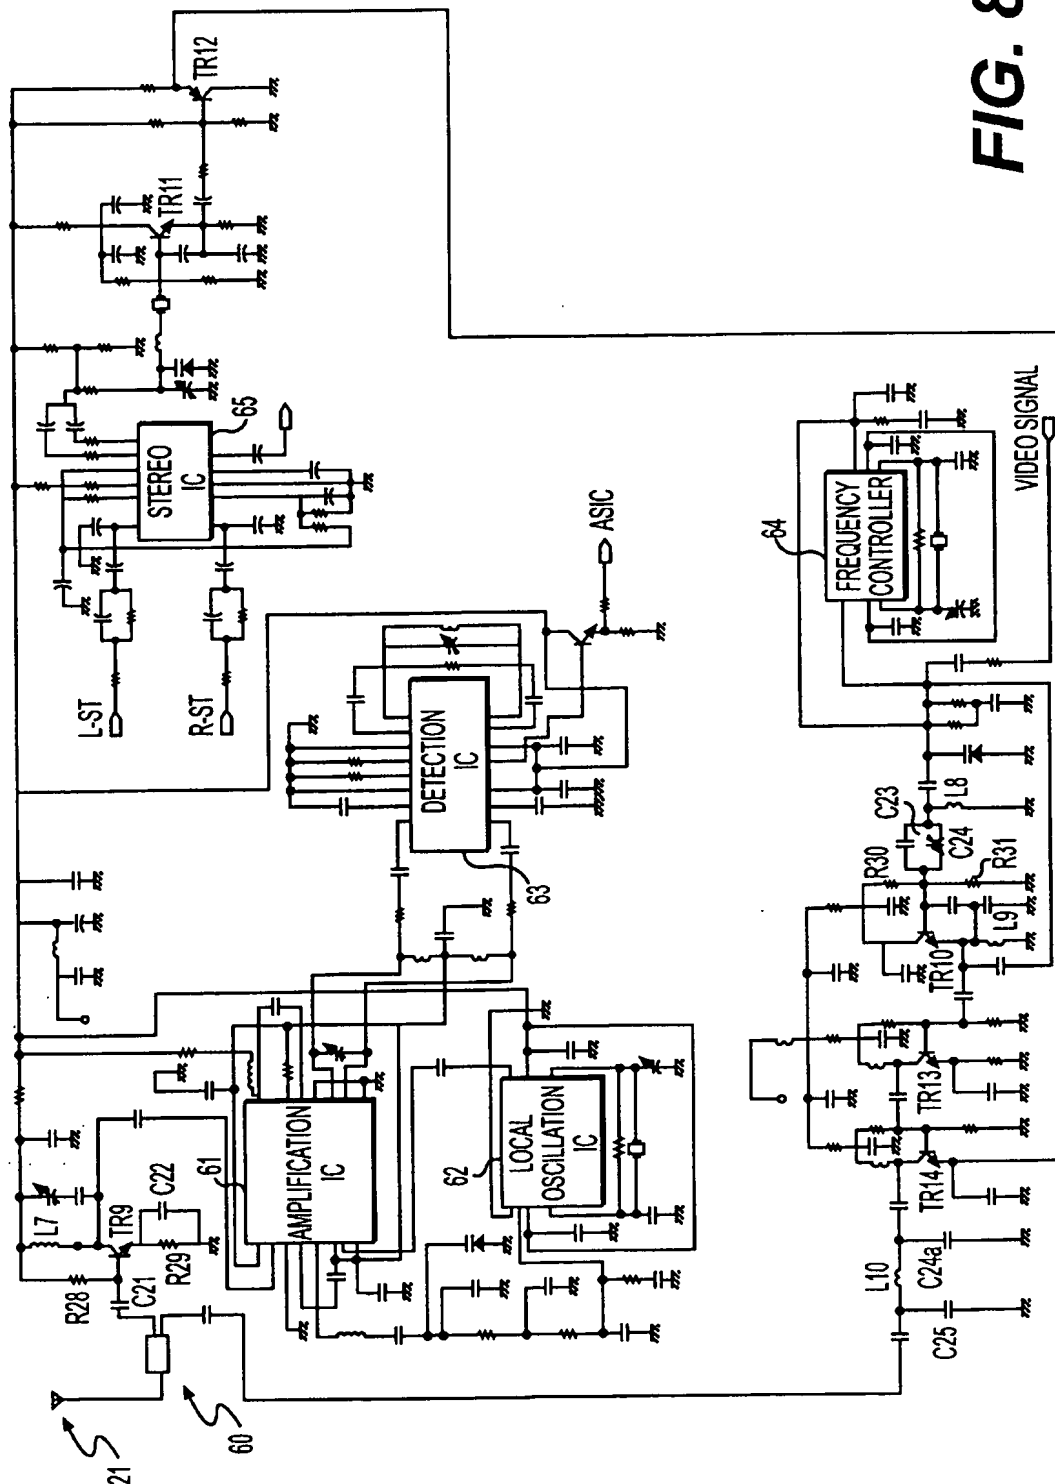 FIG. 8
TR12
TR11
65
STEREO
IC
L-ST
R-ST
ASIC
DETECTION
IC
63
64
FREQUENCY
CONTROLLER
VIDEO SIGNAL
L7
TR9
C22
R28
C21
R29
61
AMPLIFICATION
IC
62
LOCAL
OSCILLATION
IC
C23
L8
R30
C24
R31
L9
TR10
TR13
TR14
L10
C24a
C25
60
21